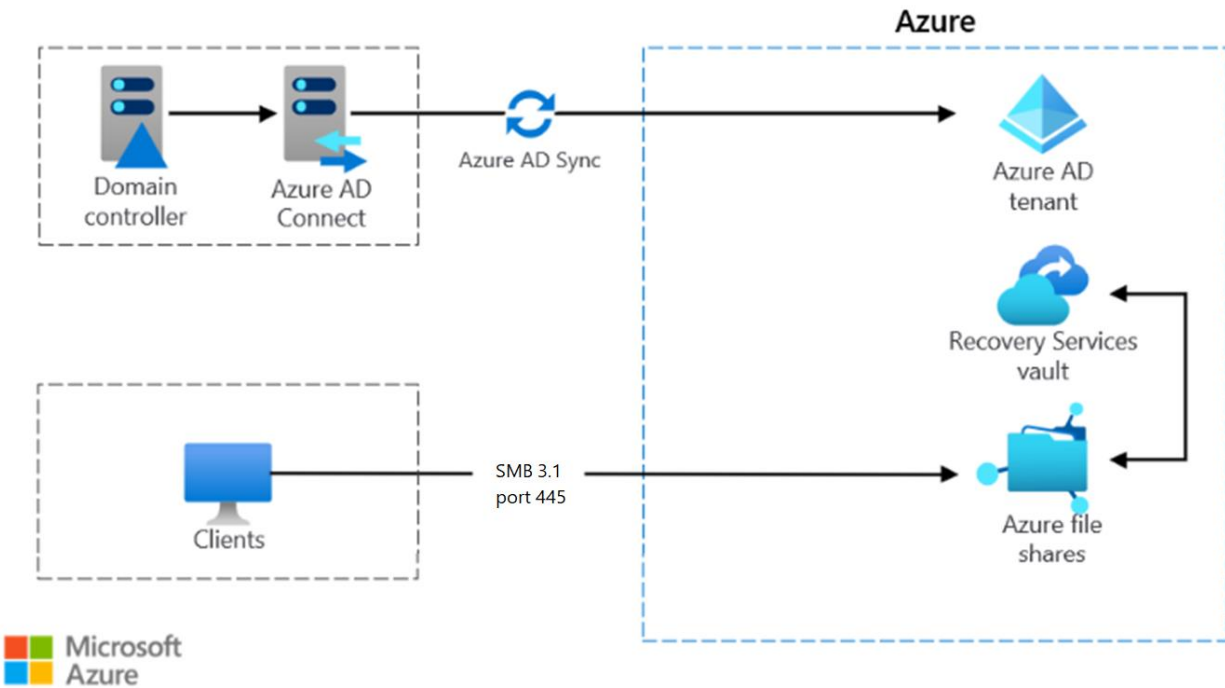 Azure
Domain
controller
Azure AD
Connect
Azure AD Sync
Azure AD
tenant
Recovery Services
vault
Clients
SMB 3.1
port 445
Azure file
shares
Microsoft
Azure